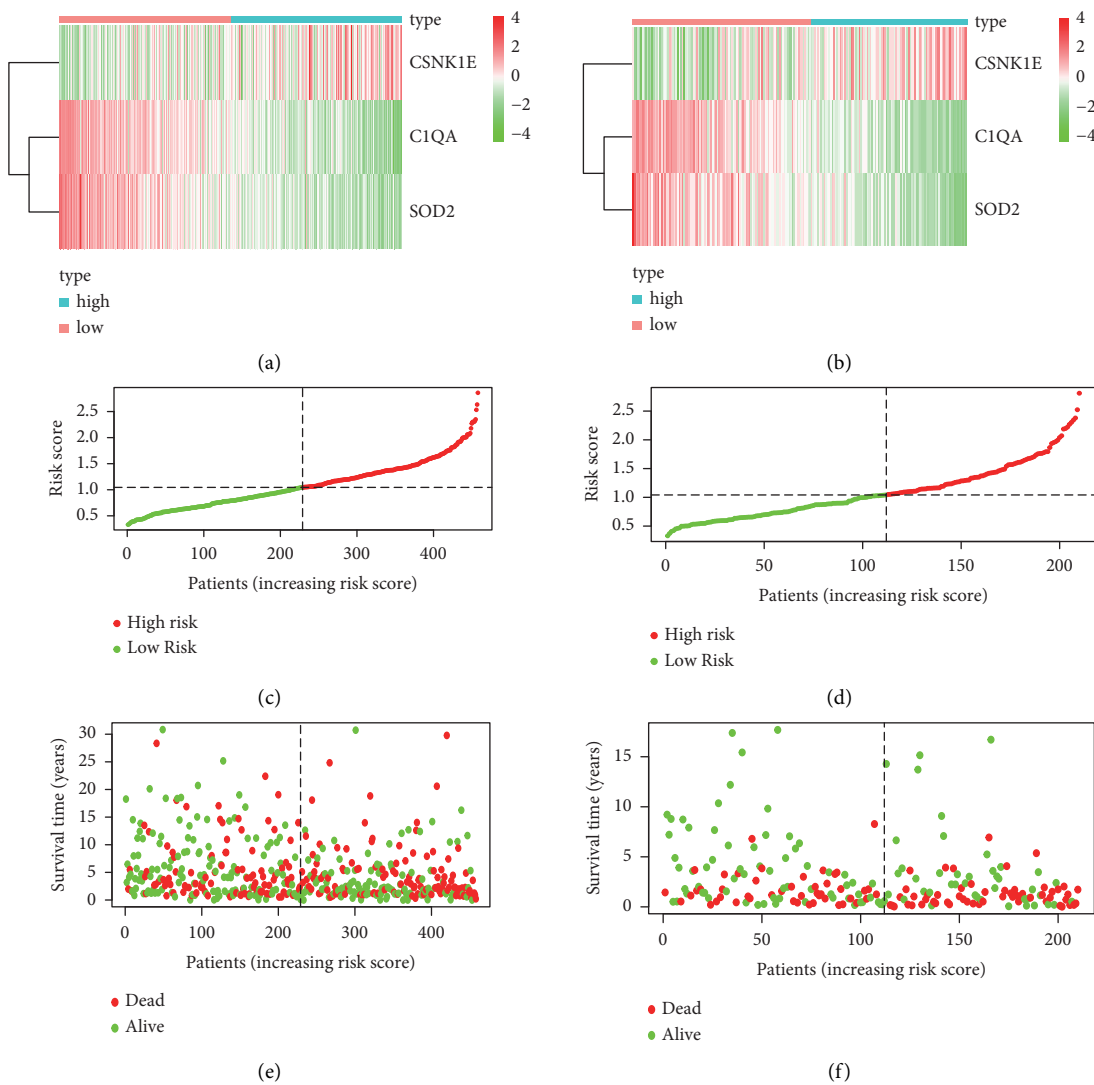 type
CSNK1E
C1QA
SOD2
4
2
0
−2
−4
type
high
low
(a)
type
CSNK1E
C1QA
SOD2
4
2
0
−2
−4
type
high
low
(b)
Risk score
2.5
2.0
1.5
1.0
0.5
0 100 200 300 400
Patients (increasing risk score)
High risk
Low Risk
(c)
Risk score
2.5
2.0
1.5
1.0
0.5
0 50 100 150 200
Patients (increasing risk score)
High risk
Low Risk
(d)
Survival time (years)
30
25
20
15
10
5
0
0 100 200 300 400
Patients (increasing risk score)
Dead
Alive
(e)
Survival time (years)
15
10
5
0
0 50 100 150 200
Patients (increasing risk score)
Dead
Alive
(f)